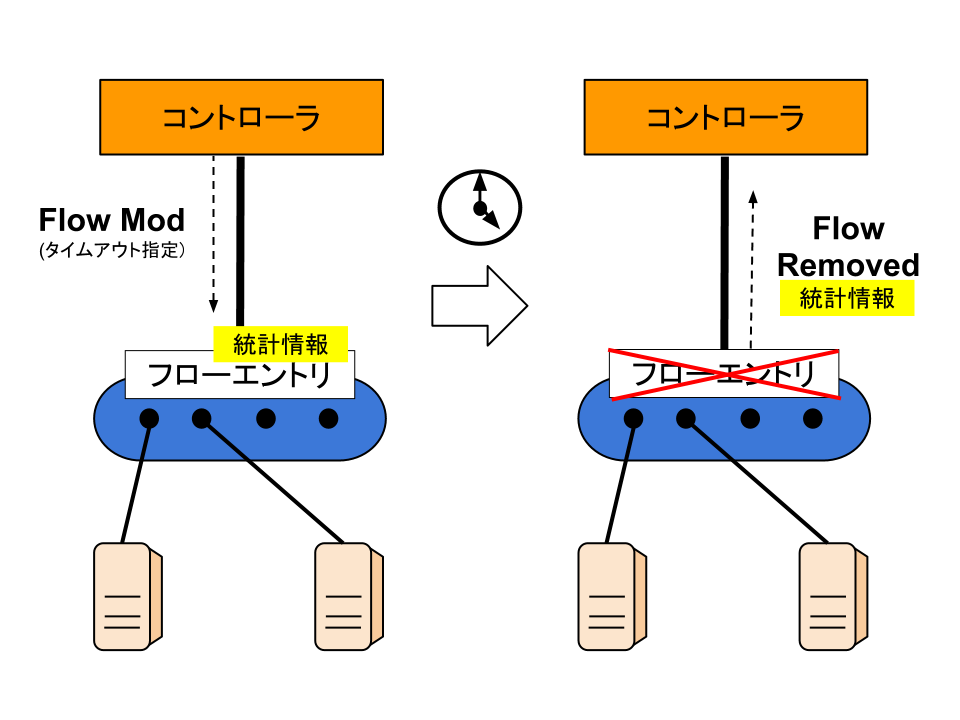 コントローラ
Flow Mod
(タイムアウト指定)
統計情報
フローエントリ
コントローラ
Flow
Removed
統計情報
フローエントリ